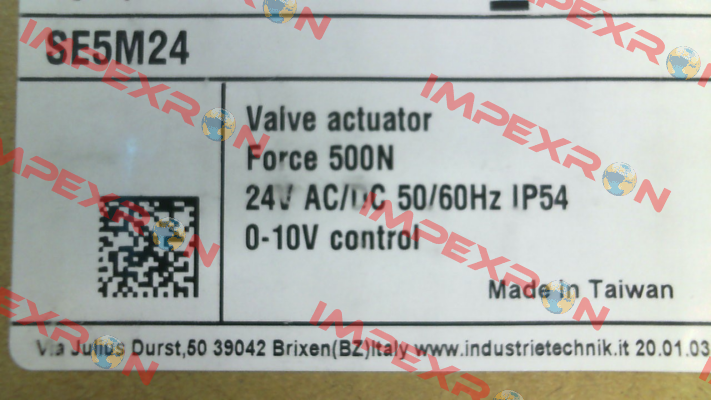 SE5M24
Valve actuator
Force 500N
24V AC/DC 50/60Hz IP54
0-10V control
Made in Taiwan
Via Julius Durst,50 39042 Brixen(BZ)Italy www.industrietechnik.it 20.01.03
IMPEXRON
IMPEXRON
IMPEXRON
IMPEXRON
IMPEXRON